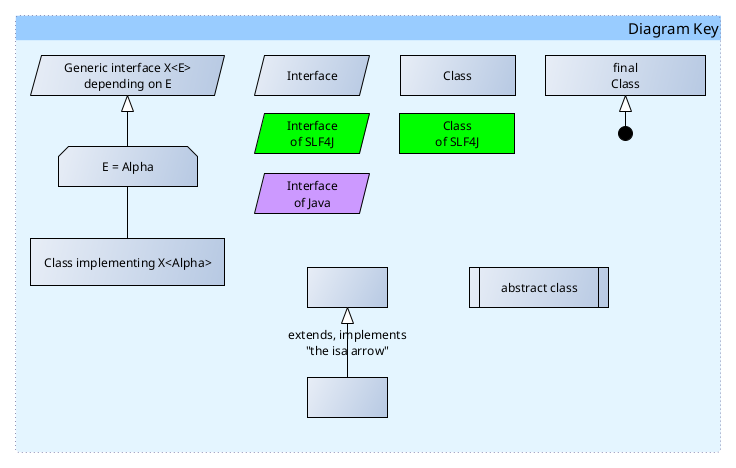 Diagram Key
Generic interface X<E>
depending on E
Interface
Class
final
Class
Interface
of SLF4J
Class
of SLF4J
E = Alpha
Interface
of Java
Class implementing X<Alpha>
abstract class
extends, implements
"the isa arrow"